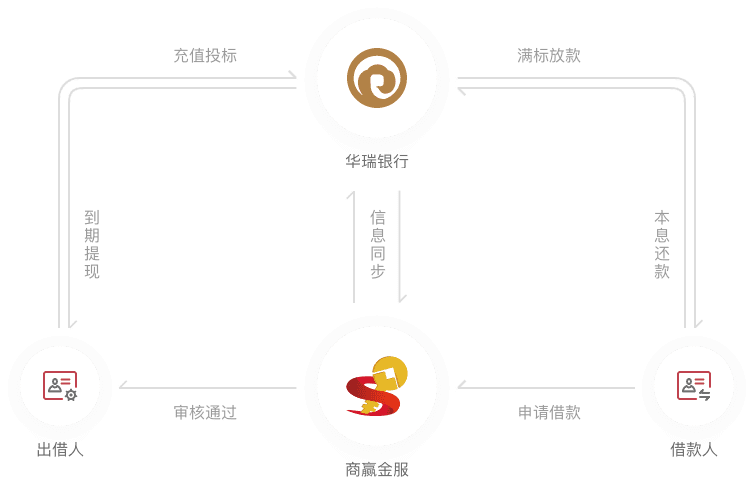 充值投标
满标放款
华瑞银行
到期提现
信息同步
本息还款
审核通过
申请借款
出借人
借款人
商赢金服